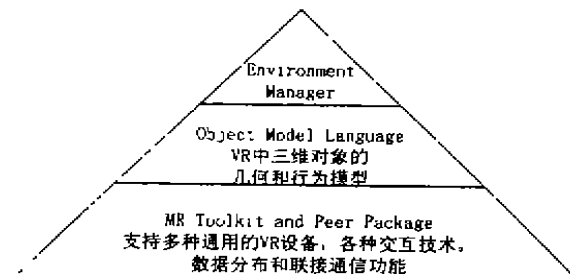 Environment
Manager
Object Model Language
VR中三维对象的
几何和行为模型
MR Toolkit and Peer Package
支持多种通用的VR设备，各种交互技术。
数据分布和联接通信功能